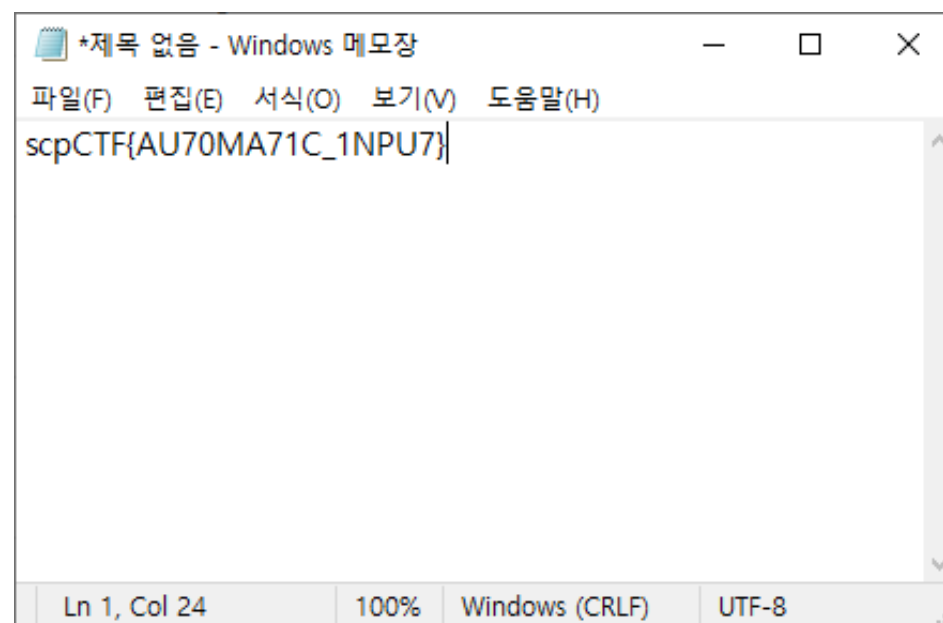 *제목 없음 - Windows 메모장
파일(F) 편집(E) 서식(O) 보기(V) 도움말(H)
scpCTF{AU70MA71C_1NPU7}
Ln 1, Col 24 100% Windows (CRLF) UTF-8